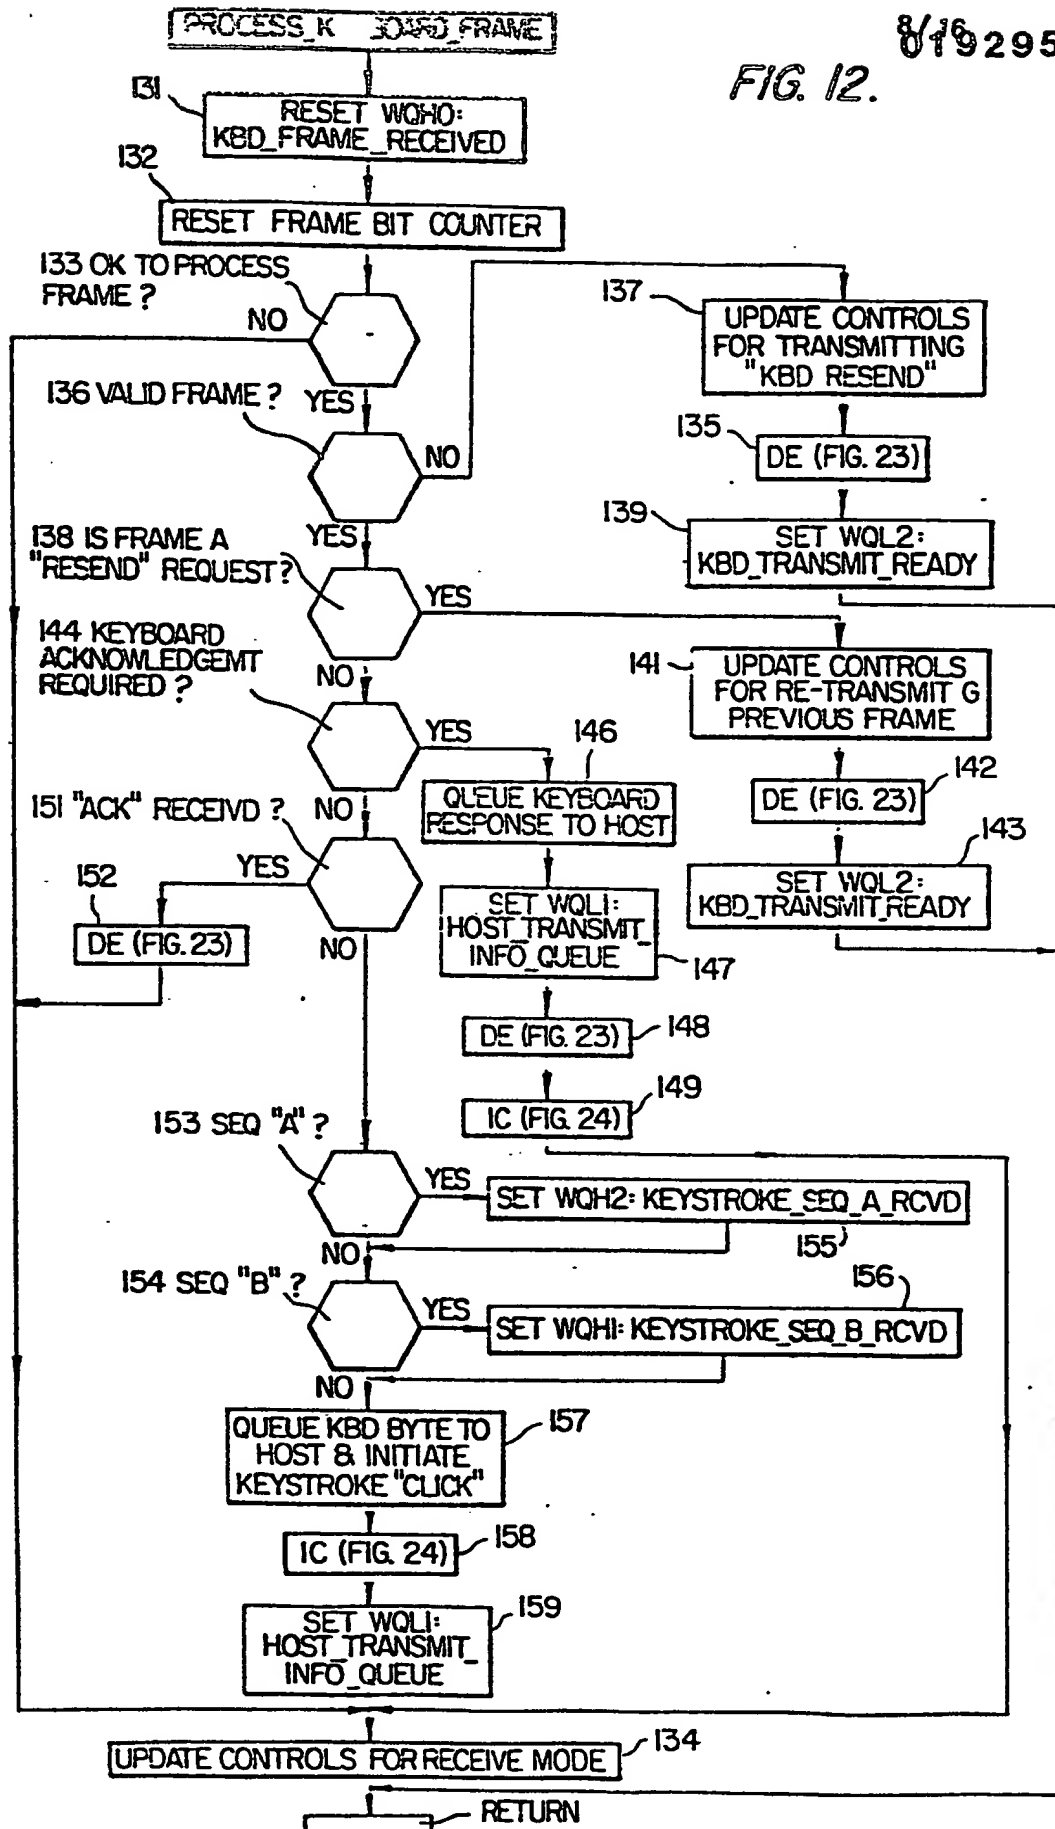 PROCESS_K BOARD_FRAME
8/16
019295
FIG. 12.
131
RESET WQH0:
KBD_FRAME_RECEIVED
132
RESET FRAME BIT COUNTER
133 OK TO PROCESS
FRAME ?
NO
YES
137
UPDATE CONTROLS
FOR TRANSMITTING
"KBD RESEND"
136 VALID FRAME ?
NO
YES
135
DE (FIG. 23)
139
SET WQL2:
KBD_TRANSMIT_READY
138 IS FRAME A
"RESEND" REQUEST ?
YES
NO
141
UPDATE CONTROLS
FOR RE-TRANSMIT G
PREVIOUS FRAME
144 KEYBOARD
ACKNOWLEDGEMT
REQUIRED ?
YES
NO
146
QUEUE KEYBOARD
RESPONSE TO HOST
142
DE (FIG. 23)
143
SET WQL2:
KBD_TRANSMIT_READY
151 "ACK" RECEIVD ?
YES
NO
152
DE (FIG. 23)
SET WQL1:
HOST_TRANSMIT_
INFO_QUEUE
147
DE (FIG. 23)
148
IC (FIG. 24)
149
153 SEQ "A" ?
YES
NO
SET WQH2: KEYSTROKE_SEQ_A_RCVD
155
154 SEQ "B" ?
YES
NO
156
SET WQH1: KEYSTROKE_SEQ_B_RCVD
QUEUE KBD BYTE TO
HOST & INITIATE
KEYSTROKE "CLICK"
157
IC (FIG. 24)
158
SET WQL1:
HOST_TRANSMIT_
INFO_QUEUE
159
UPDATE CONTROLS FOR RECEIVE MODE
134
RETURN